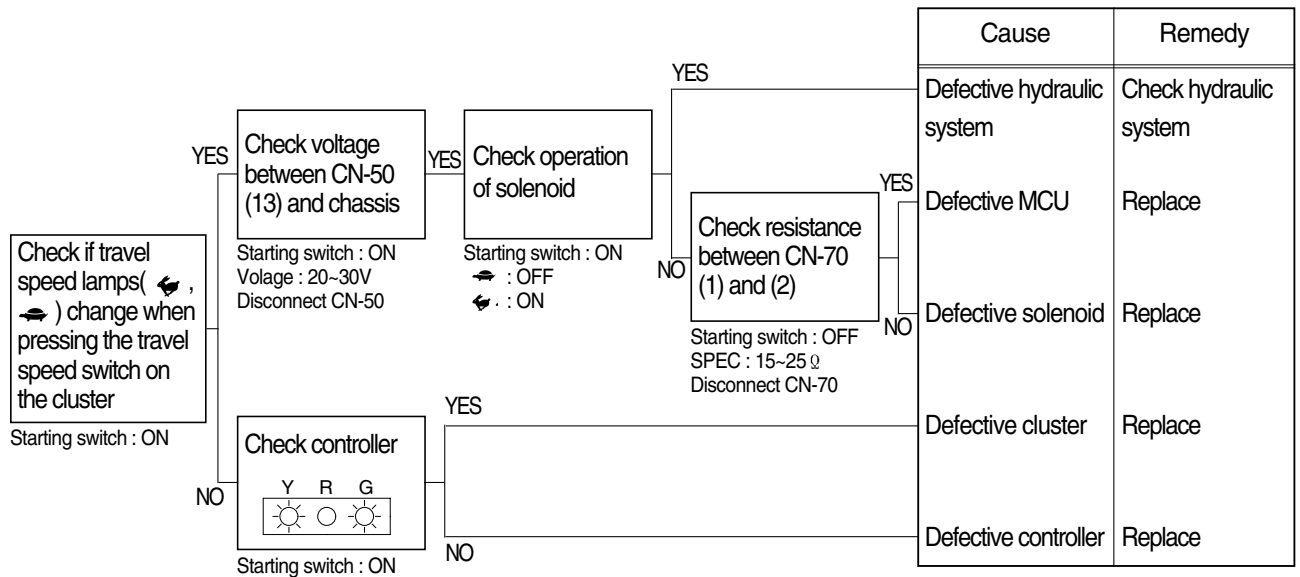 Cause
Remedy
YES
Defective hydraulic
system
Check hydraulic
system
YES
Check voltage
between CN-50
(13) and chassis
YES
Check operation
of solenoid
YES
Defective MCU
Replace
Starting switch : ON
Volage : 20~30V
Disconnect CN-50
Starting switch : ON
: OFF
: ON
NO
Check resistance
between CN-70
(1) and (2)
Check if travel
speed lamps( ,
) change when
pressing the travel
speed switch on
the cluster
Starting switch : ON
NO
Defective solenoid
Replace
Starting switch : OFF
SPEC : 15~25 Ω
Disconnect CN-70
YES
Defective cluster
Replace
Check controller
Y R G
NO
Starting switch : ON
NO
Defective controller
Replace